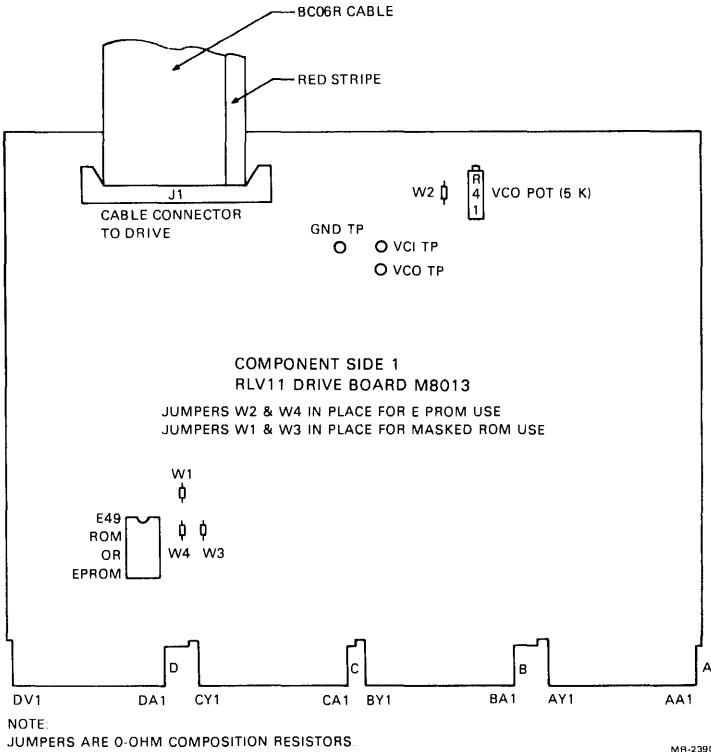 BC06R CABLE
RED STRIPE
J1
CABLE CONNECTOR
TO DRIVE
W2
R
4
1
VCO POT (5 K)
GND TP
VCI TP
VCO TP
COMPONENT SIDE 1
RLV11 DRIVE BOARD M8013
JUMPERS W2 & W4 IN PLACE FOR E PROM USE
JUMPERS W1 & W3 IN PLACE FOR MASKED ROM USE
W1
E49
ROM
OR
EPROM
W4 W3
D C B A
DV1 DA1 CY1 CA1 BY1 BA1 AY1 AA1
NOTE:
JUMPERS ARE 0-OHM COMPOSITION RESISTORS.